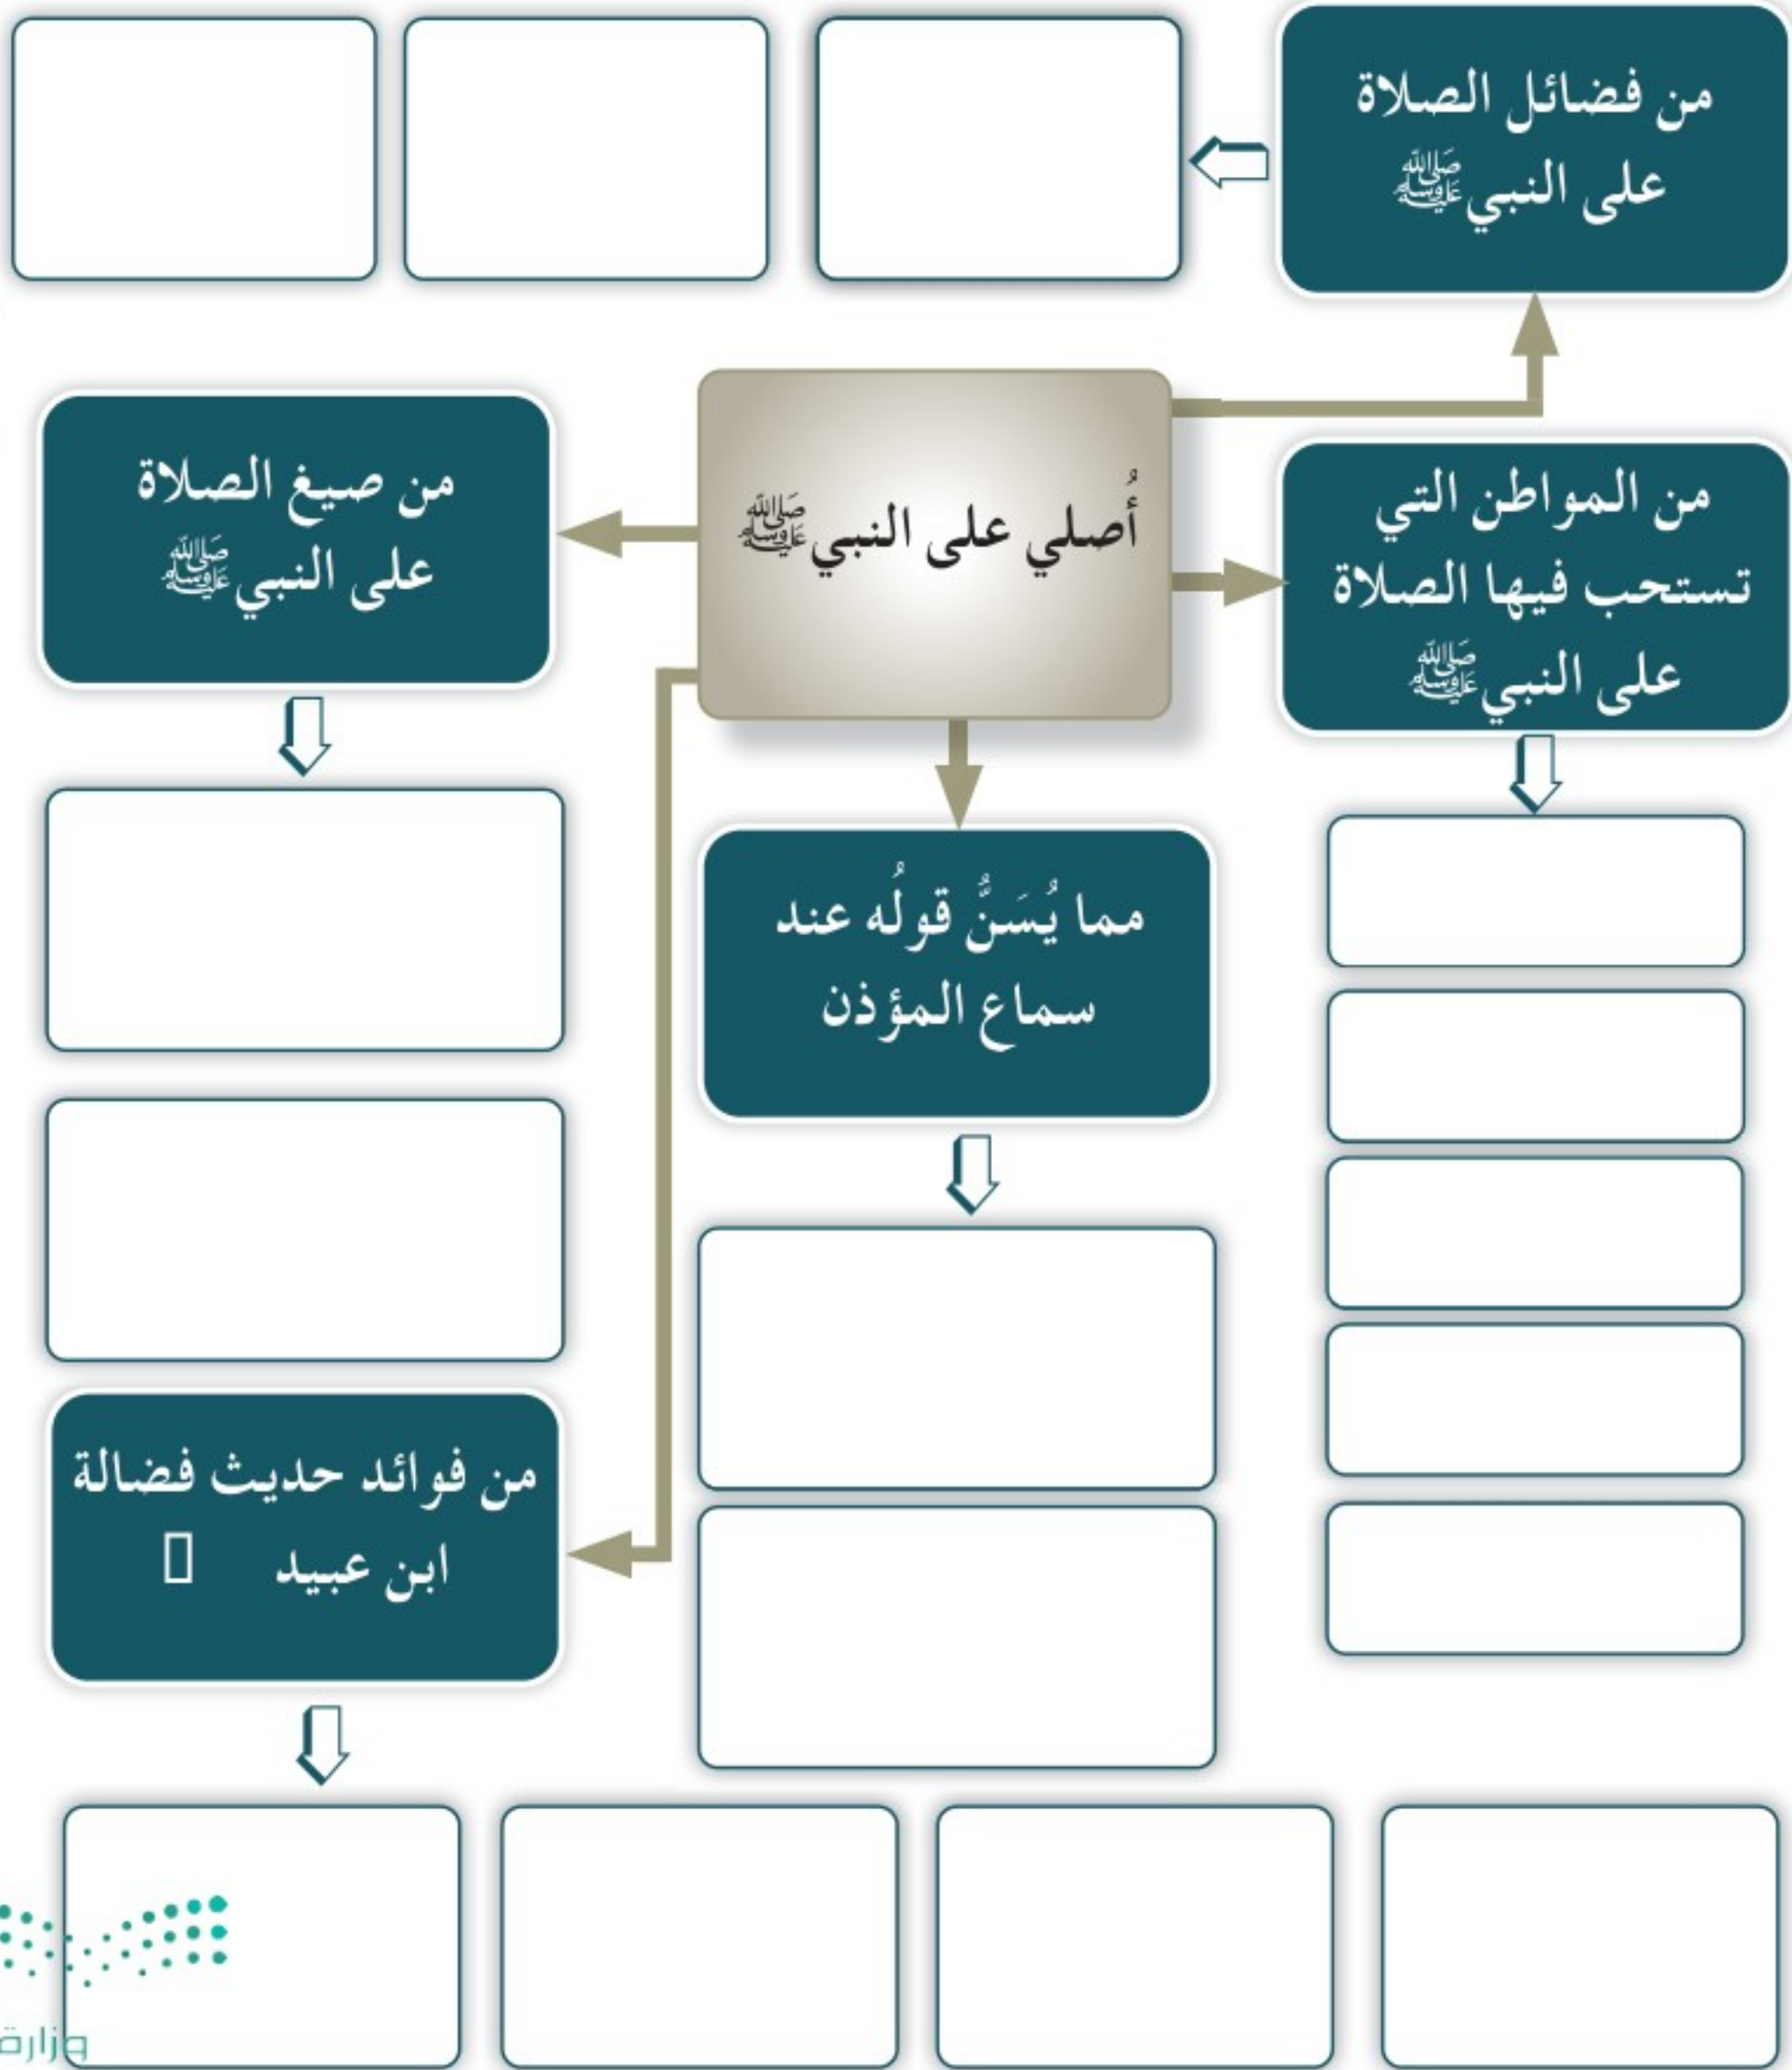 من فضائل الصلاة
على النبي ﷺ
أُصلي على النبي ﷺ
من صيغ الصلاة
على النبي ﷺ
من المواطن التي
تستحب فيها الصلاة
على النبي ﷺ
مما يُسَنُّ قولُه عند
سماع المؤذن
من فوائد حديث فضالة
ابن عبيد
وزارة